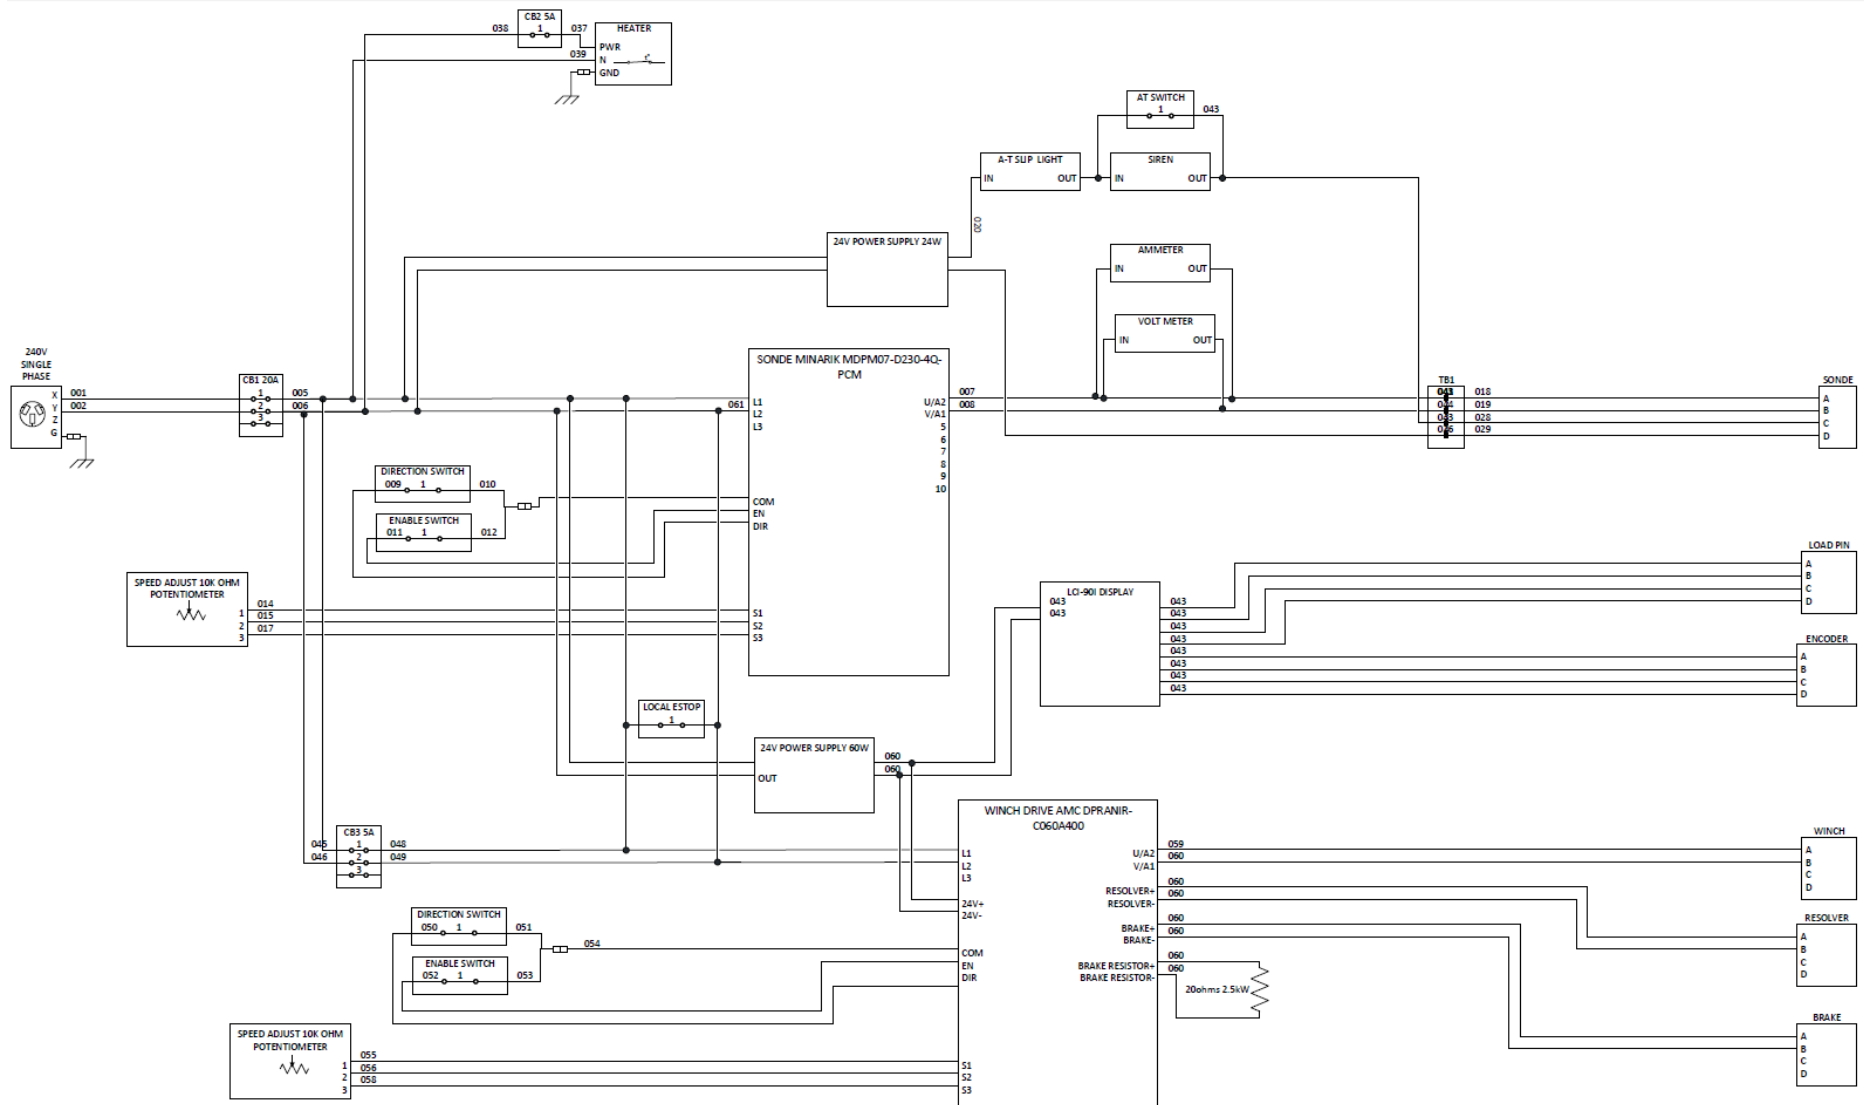 CB2 5A
038 1 037
HEATER
PWR
039 N
GND
AT SWITCH
1 043
A-T SLIP LIGHT
IN OUT
SIREN
IN OUT
020
24V POWER SUPPLY 24W
AMMETER
IN OUT
VOLT METER
IN OUT
240V
SINGLE
PHASE
X 001
Y 002
Z
G
CB1 20A
1 005
2 006
3
SONDE MINARIK MDPM07-D230-4Q-
PCM
061
L1
L2
L3
U/A2 007
V/A1 008
5
6
7
8
9
10
COM
EN
DIR
S1
S2
S3
TB1
018
019
028
029
SONDE
A
B
C
D
DIRECTION SWITCH
009 1 010
ENABLE SWITCH
011 1 012
SPEED ADJUST 10K OHM
POTENTIOMETER
1 014
2 015
3 017
LCI-90I DISPLAY
043
043
043
043
043
043
043
043
043
043
LOAD PIN
A
B
C
D
ENCODER
A
B
C
D
LOCAL ESTOP
1
24V POWER SUPPLY 60W
OUT
060
060
CB3 5A
045 1 048
046 2 049
3
WINCH DRIVE AMC DPRANIR-
C060A400
L1
L2
L3
24V+
24V-
COM
EN
DIR
S1
S2
S3
U/A2 059
V/A1 060
RESOLVER+ 060
RESOLVER- 060
BRAKE+ 060
BRAKE- 060
BRAKE RESISTOR+ 060
BRAKE RESISTOR- 060
20ohms 2.5kW
WINCH
A
B
C
D
RESOLVER
A
B
C
D
BRAKE
A
B
C
D
DIRECTION SWITCH
050 1 051
054
ENABLE SWITCH
052 1 053
SPEED ADJUST 10K OHM
POTENTIOMETER
1 055
2 056
3 058